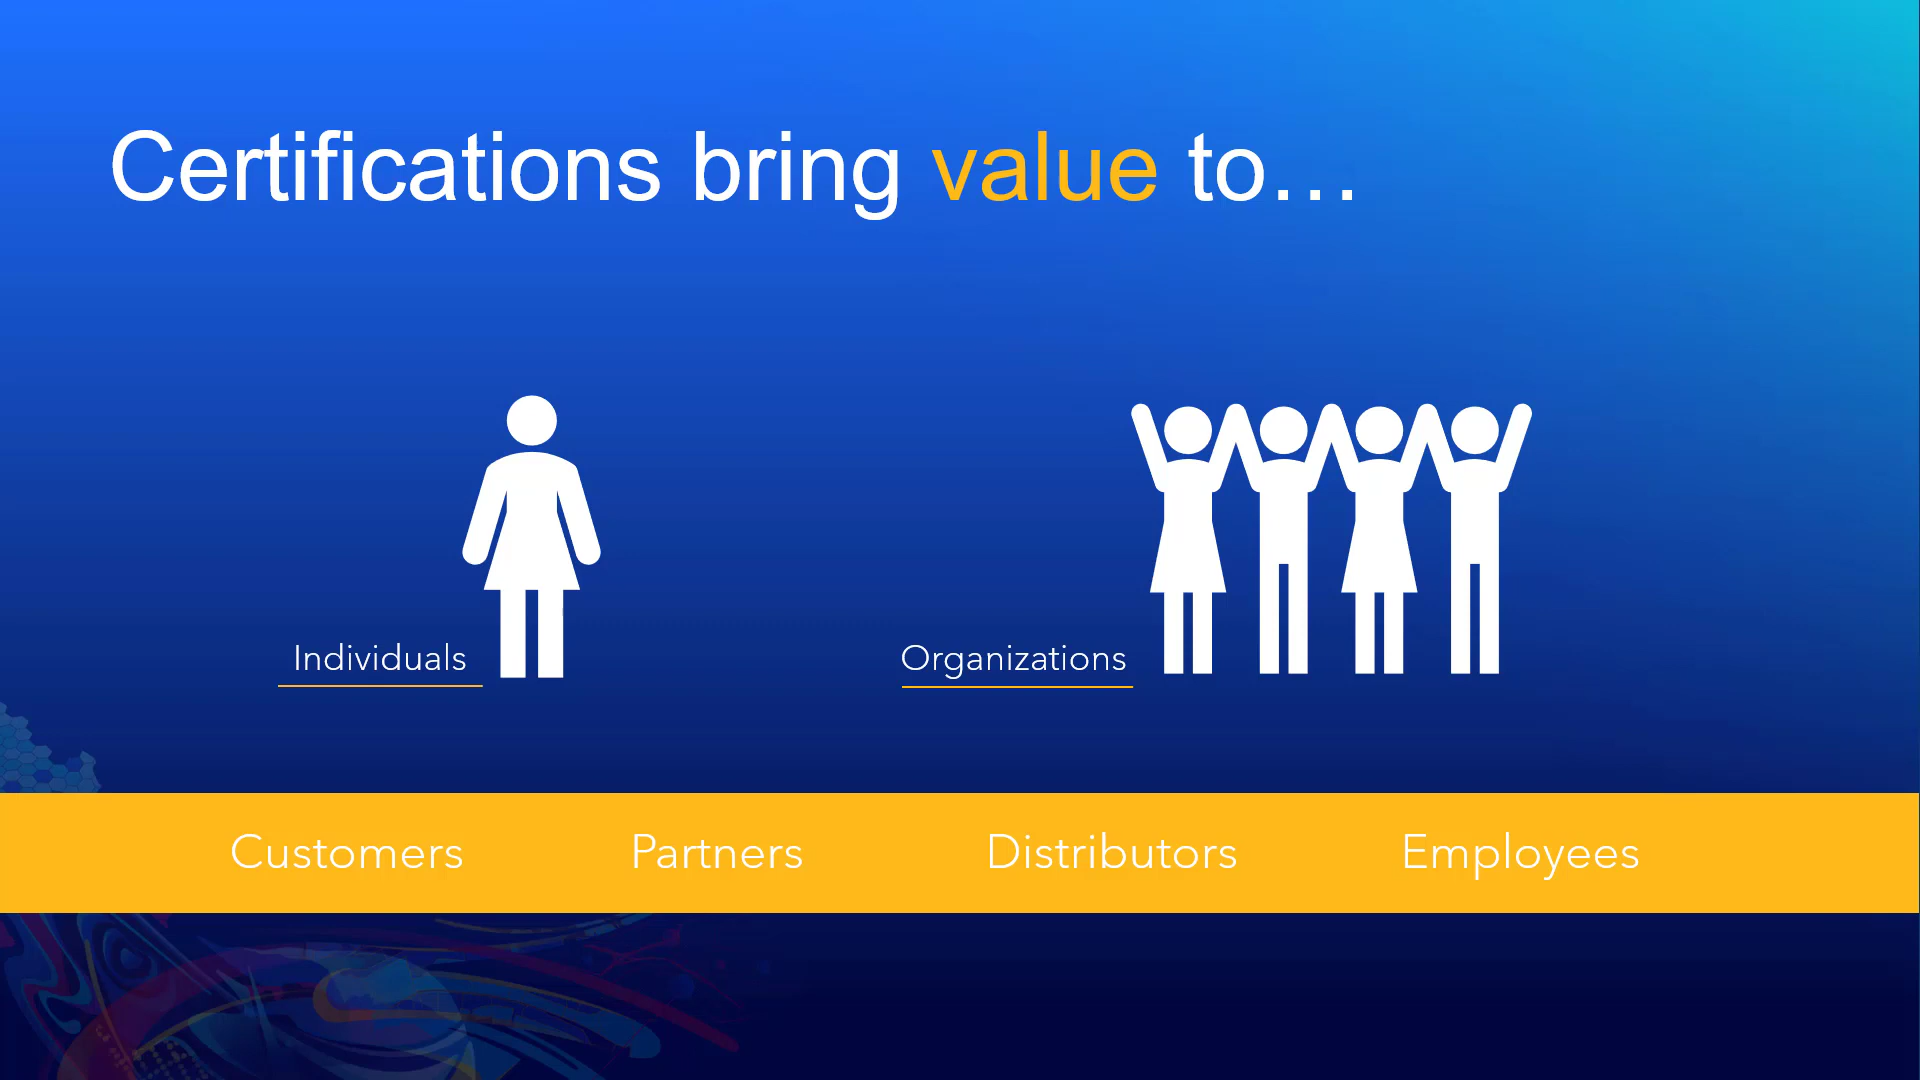 Certifications bring value to…
Individuals
Organizations
Customers Partners Distributors Employees